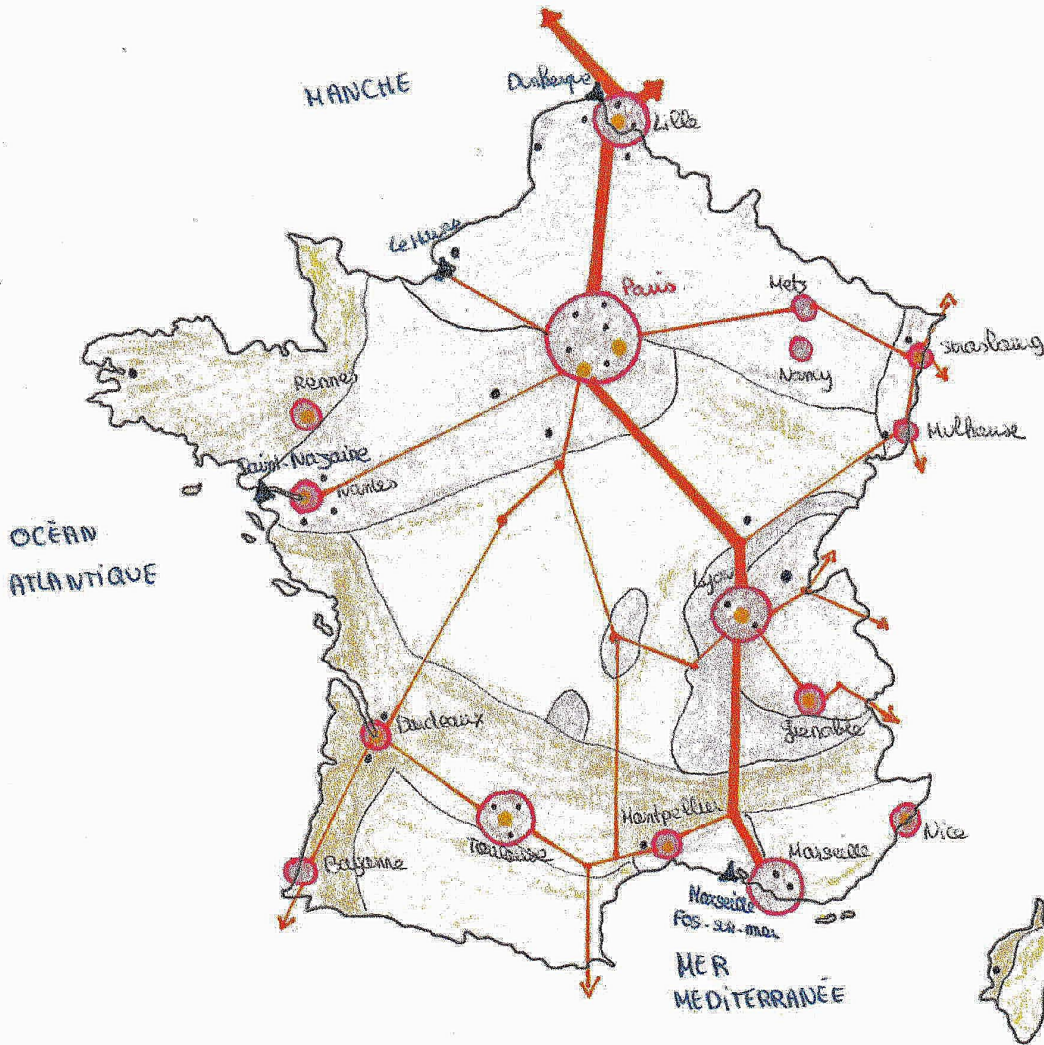 MANCHE
Dunkerque
Lille
Le Havre
Paris
Metz
Strasbourg
Nancy
Rennes
Mulhouse
Saint-Nazaire
Nantes
OCÉAN
ATLANTIQUE
Lyon
Bordeaux
Grenoble
Montpellier
Nice
Toulouse
Marseille
Bayonne
Marseille
FOS-sur-mer
MER
MEDITERRANÉE